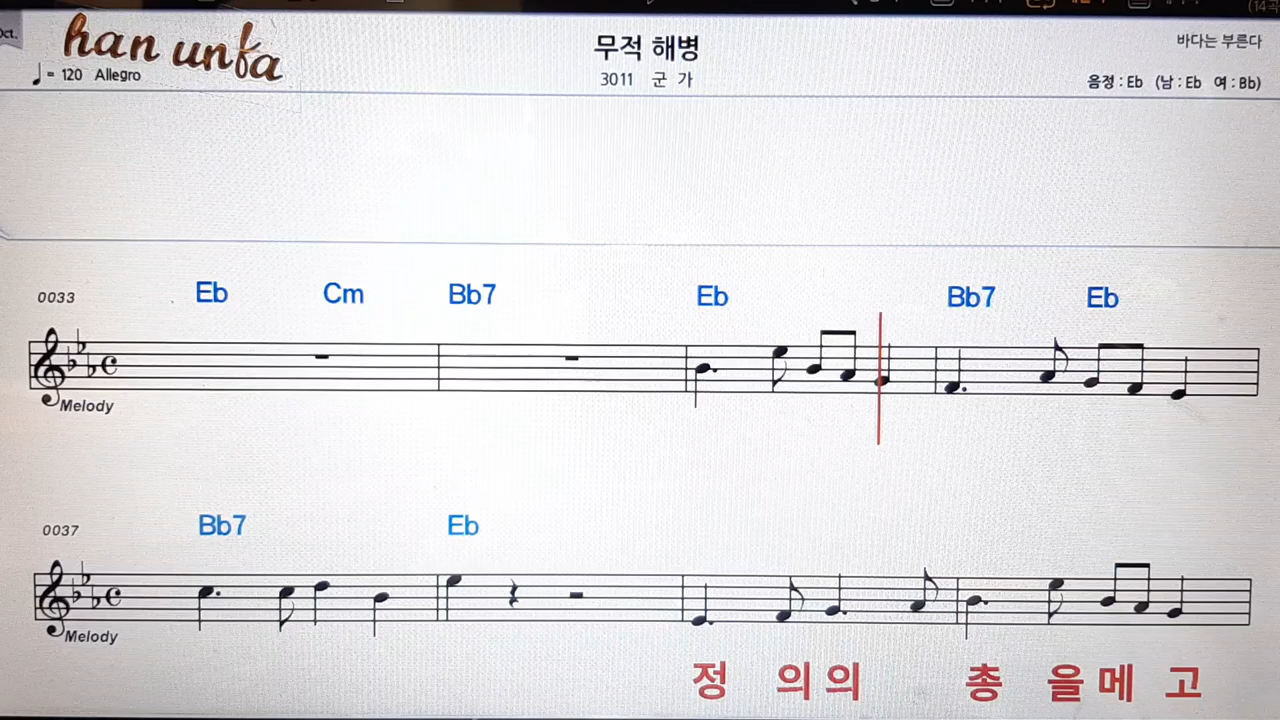 Oct.
han unfa
= 120 Allegro
무적 해병
3011 군 가
바다는 부른다
음정 : Eb (남 : Eb 여 : Bb)
0033 Eb Cm Bb7 Eb Bb7 Eb
Melody
0037 Bb7 Eb
Melody
정 의의 총 을메 고